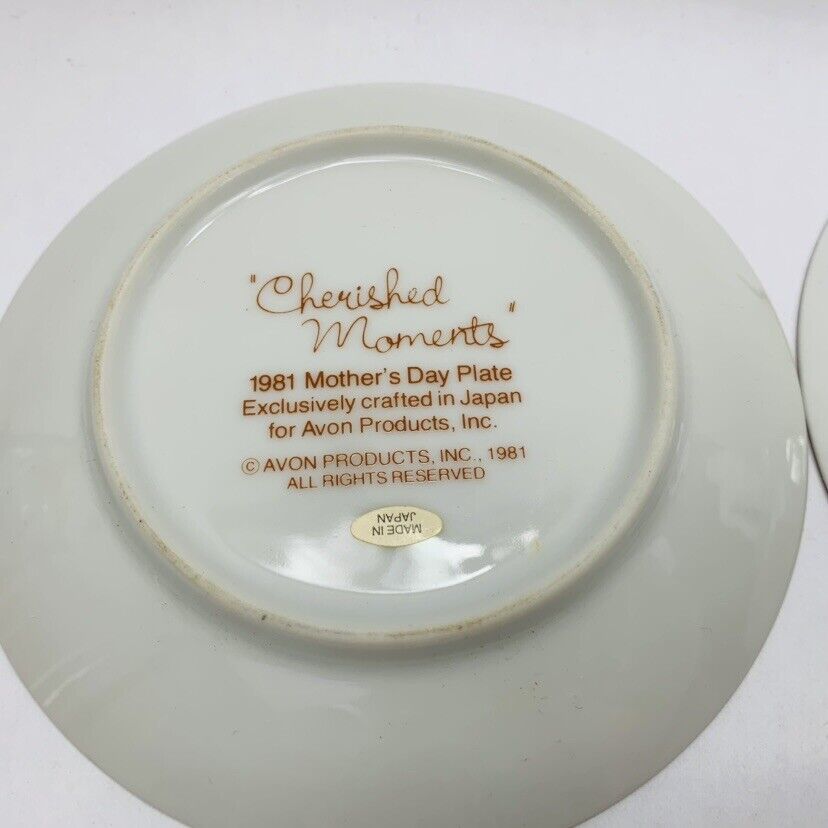 "Cherished
Moments"
1981 Mother's Day Plate
Exclusively crafted in Japan
for Avon Products, Inc.
© AVON PRODUCTS, INC., 1981
ALL RIGHTS RESERVED
MADE IN
JAPAN